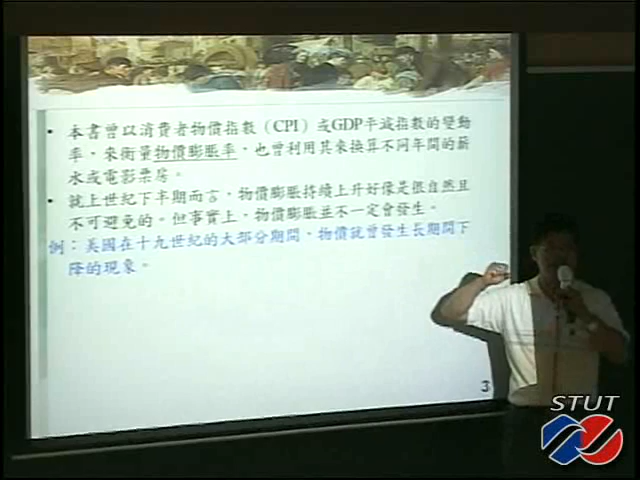 • 本書曾以消費者物價指數（CPI）或GDP平減指數的變動
率，來衡量物價膨脹率，也曾利用其來換算不同年間的薪
水或電影票房。
• 就上世紀下半期而言，物價膨脹持續上升好像是很自然且
不可避免的。但事實上，物價膨脹並不一定會發生。
例：美國在十九世紀的大部分期間，物價就曾發生長期間下
降的現象。
3
STUT